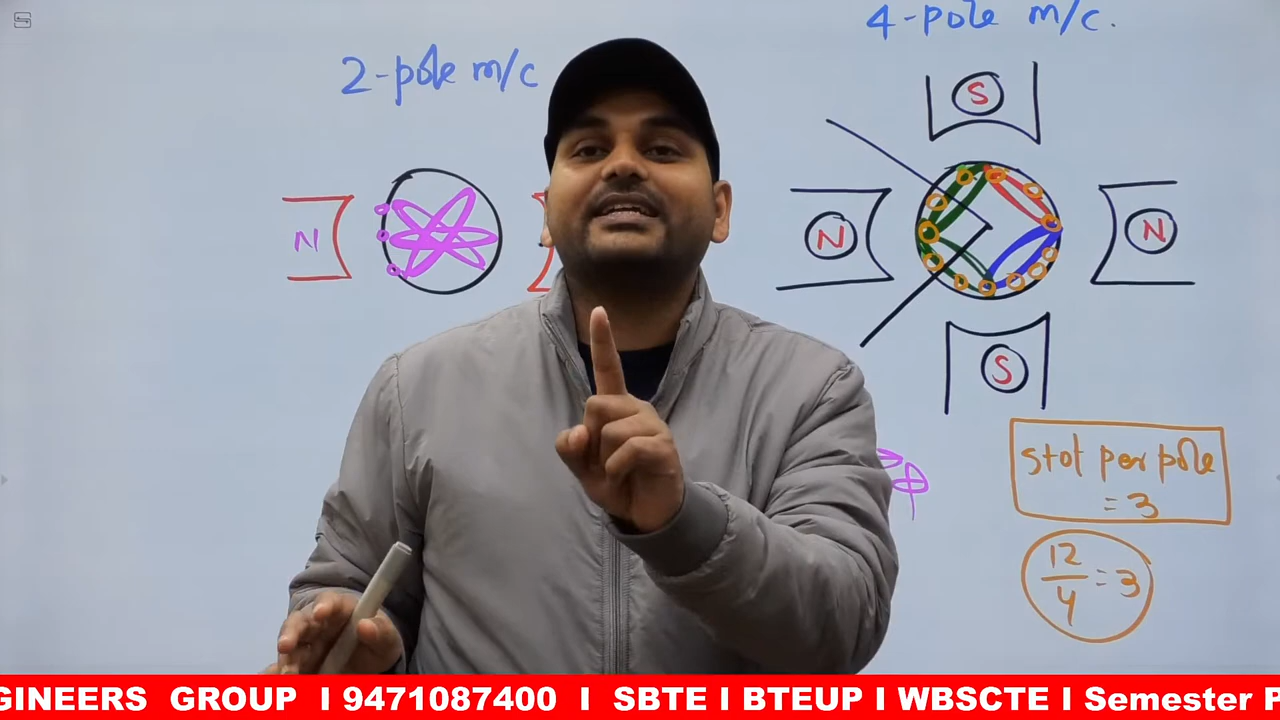 4-pole m/c.
2-pole m/c
S
N
N
N
S
slot per pole
= 3
φ
12/4 = 3
GINEERS GROUP I 9471087400 I SBTE I BTEUP I WBSCTE I Semester P